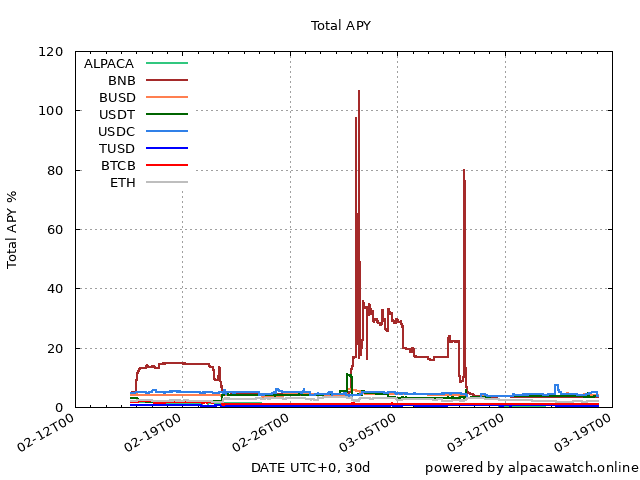 Total APY
120
100
80
60
40
20
0
Total APY %
ALPACA
BNB
BUSD
USDT
USDC
TUSD
BTCB
ETH
02-12T00
02-19T00
02-26T00
03-05T00
03-12T00
03-19T00
DATE UTC+0, 30d
powered by alpacawatch.online